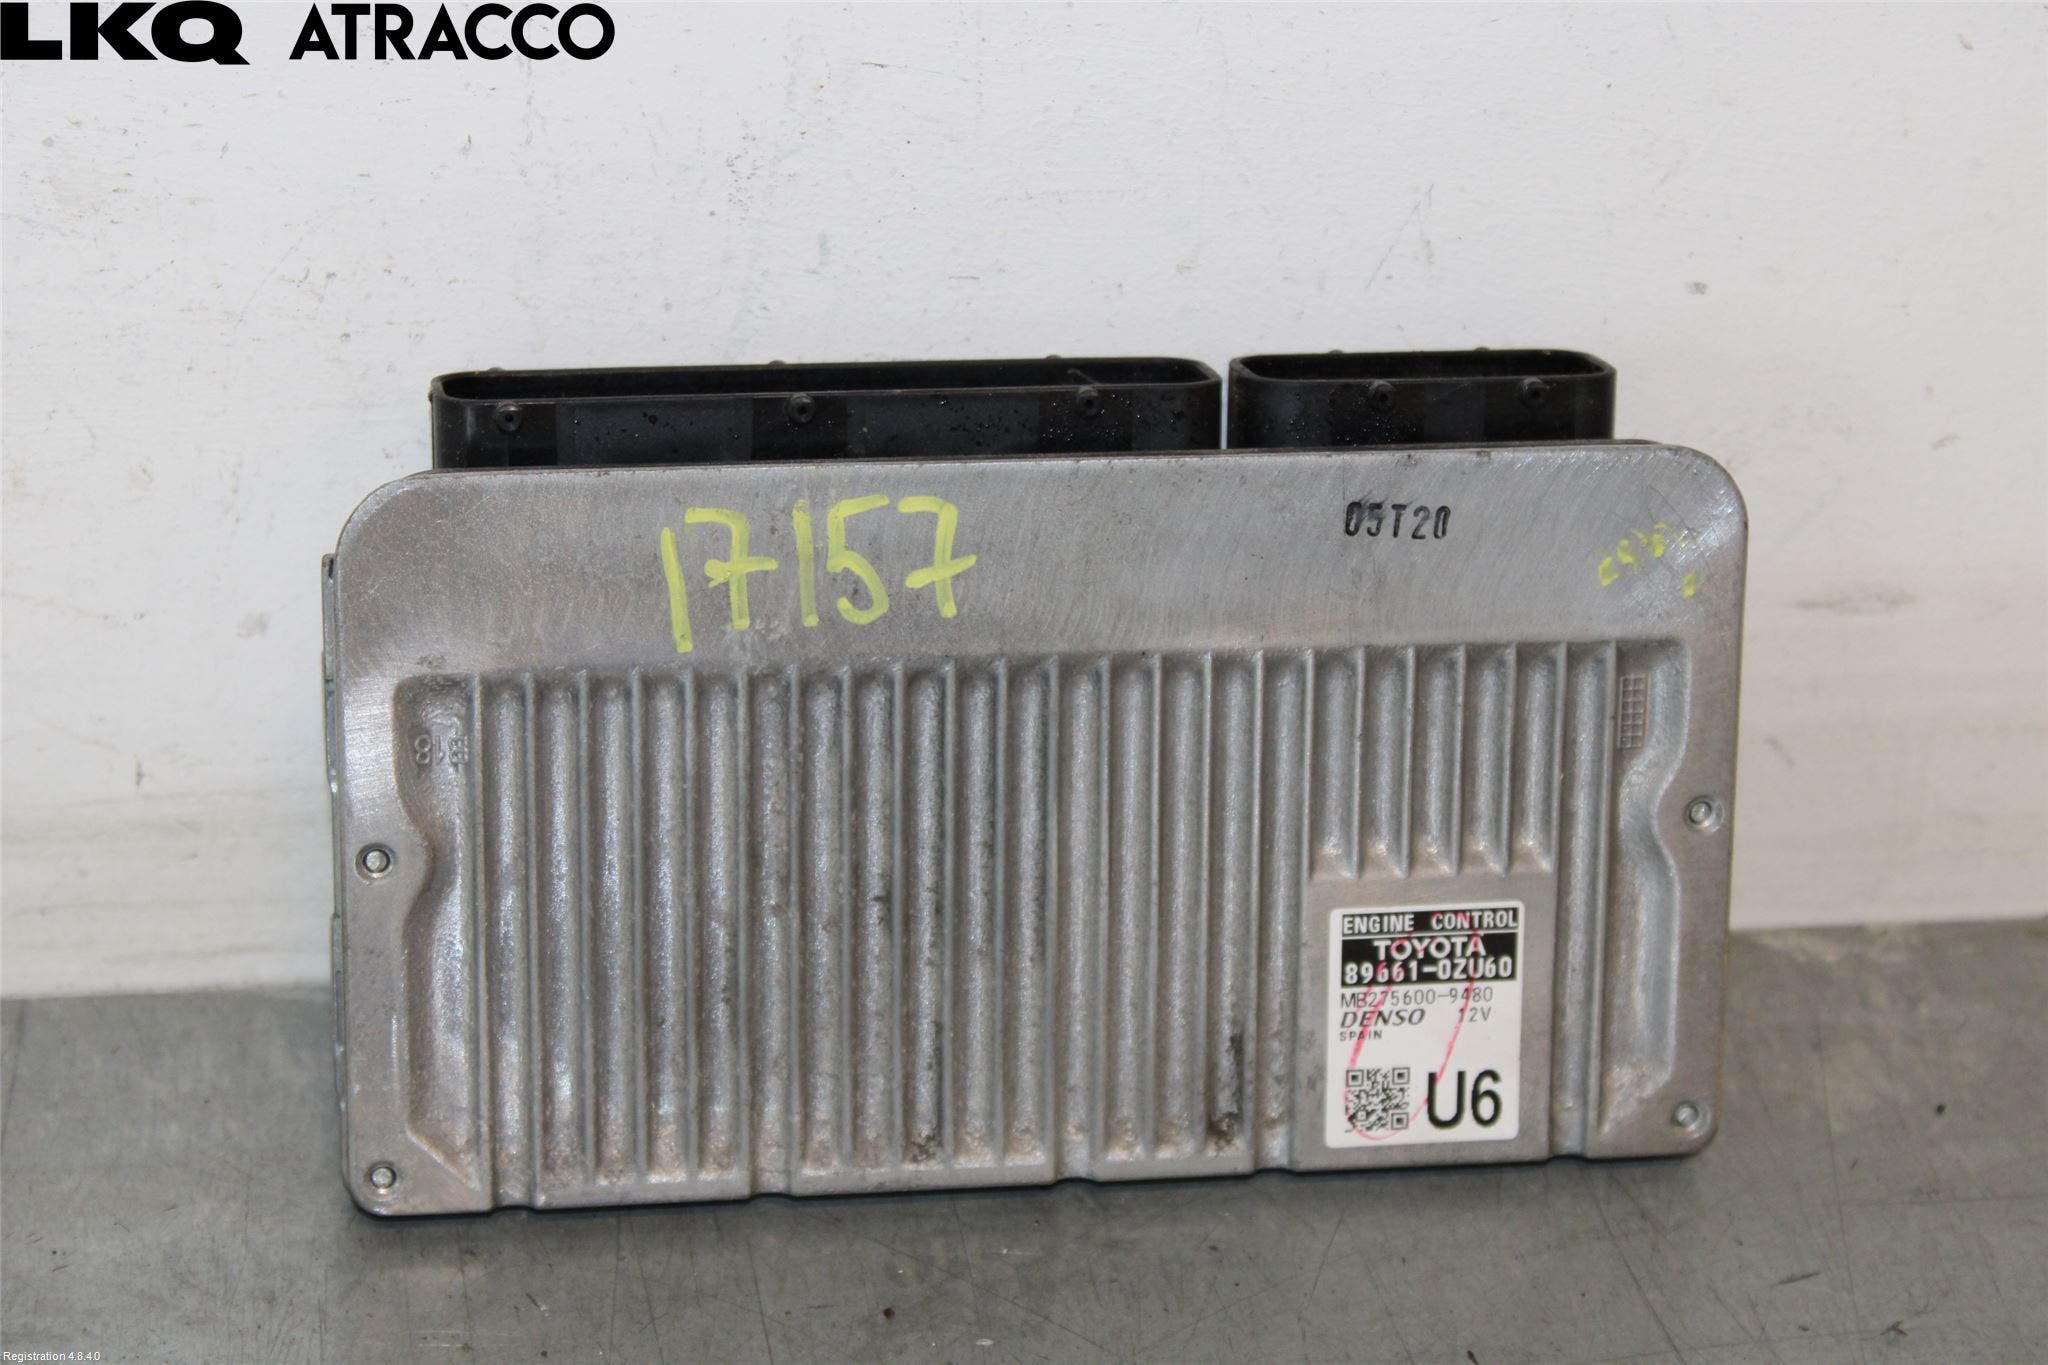 LKQ ATRACCO
17157
05T20
18
ENGINE CONTROL
TOYOTA
89661-0ZU60
MB275600-9480
DENSO 12V
SPAIN
U6
Registration 4.8.4.0